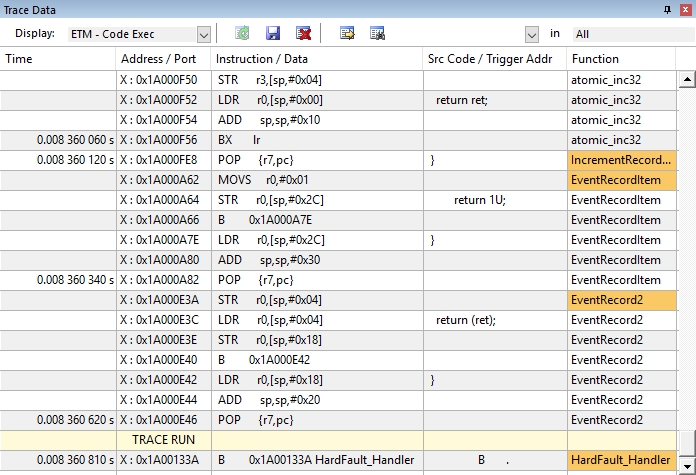 Trace Data
Display: ETM - Code Exec in All
Time Address / Port Instruction / Data Src Code / Trigger Addr Function
X : 0x1A000F50 STR r3,[sp,#0x04] atomic_inc32
X : 0x1A000F52 LDR r0,[sp,#0x00] return ret; atomic_inc32
X : 0x1A000F54 ADD sp,sp,#0x10 atomic_inc32
0.008 360 060 s X : 0x1A000F56 BX lr atomic_inc32
0.008 360 120 s X : 0x1A000FE8 POP {r7,pc} } IncrementRecord...
X : 0x1A000A62 MOVS r0,#0x01 EventRecordItem
X : 0x1A000A64 STR r0,[sp,#0x2C] return 1U; EventRecordItem
X : 0x1A000A66 B 0x1A000A7E EventRecordItem
X : 0x1A000A7E LDR r0,[sp,#0x2C] } EventRecordItem
X : 0x1A000A80 ADD sp,sp,#0x30 EventRecordItem
0.008 360 340 s X : 0x1A000A82 POP {r7,pc} EventRecordItem
X : 0x1A000E3A STR r0,[sp,#0x04] EventRecord2
X : 0x1A000E3C LDR r0,[sp,#0x04] return (ret); EventRecord2
X : 0x1A000E3E STR r0,[sp,#0x18] EventRecord2
X : 0x1A000E40 B 0x1A000E42 EventRecord2
X : 0x1A000E42 LDR r0,[sp,#0x18] } EventRecord2
X : 0x1A000E44 ADD sp,sp,#0x20 EventRecord2
0.008 360 620 s X : 0x1A000E46 POP {r7,pc} EventRecord2
TRACE RUN
0.008 360 810 s X : 0x1A00133A B 0x1A00133A HardFault_Handler B . HardFault_Handler